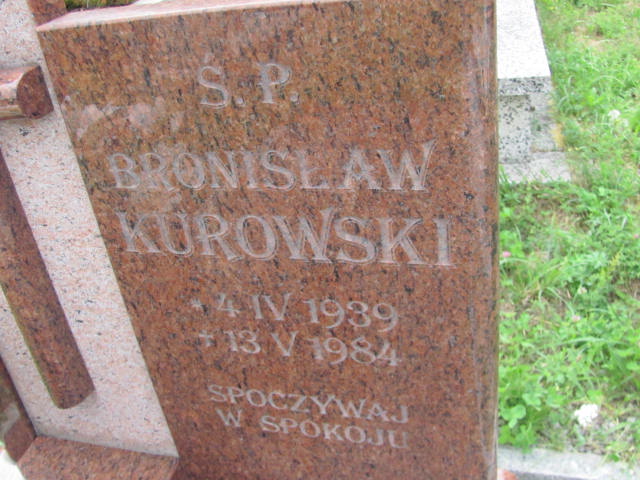 Ś.P.
BRONISŁAW
KUROWSKI
* 4 IV 1939
+ 13 V 1984
SPOCZYWAJ
W SPOKOJU